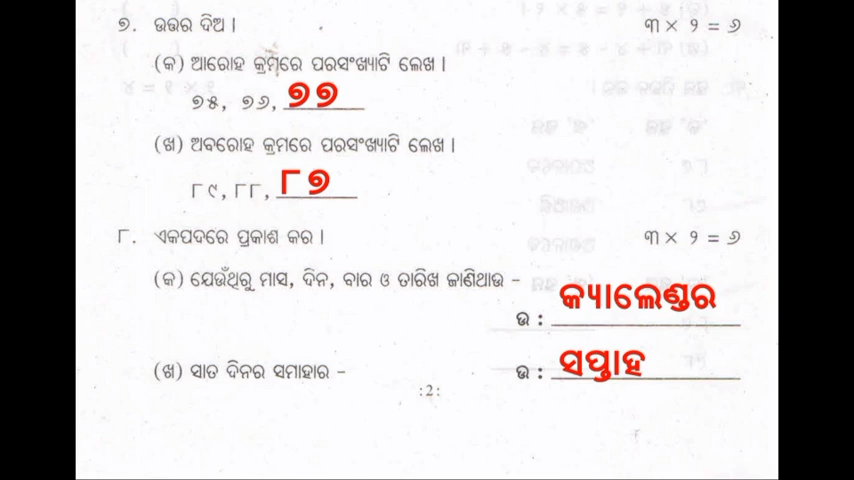 ୭. ଉତ୍ତର ଦିଅ । ୩ × ୨ = ୬
(କ) ଆରୋହ କ୍ରମରେ ପରସଂଖ୍ୟାଟି ଲେଖ ।
୭୫, ୭୬, ୭୭
(ଖ) ଅବରୋହ କ୍ରମରେ ପରସଂଖ୍ୟାଟି ଲେଖ ।
୮୯, ୮୮, ୮୭
୮. ଏକପଦରେ ପ୍ରକାଶ କର । ୩ × ୨ = ୬
(କ) ଯେଉଁଥିରୁ ମାସ, ଦିନ, ବାର ଓ ତାରିଖ ଜାଣିଥାଉ –
ଉ : କ୍ୟାଲେଣ୍ଡର
(ଖ) ସାତ ଦିନର ସମାହାର – ଉ : ସପ୍ତାହ
:2: